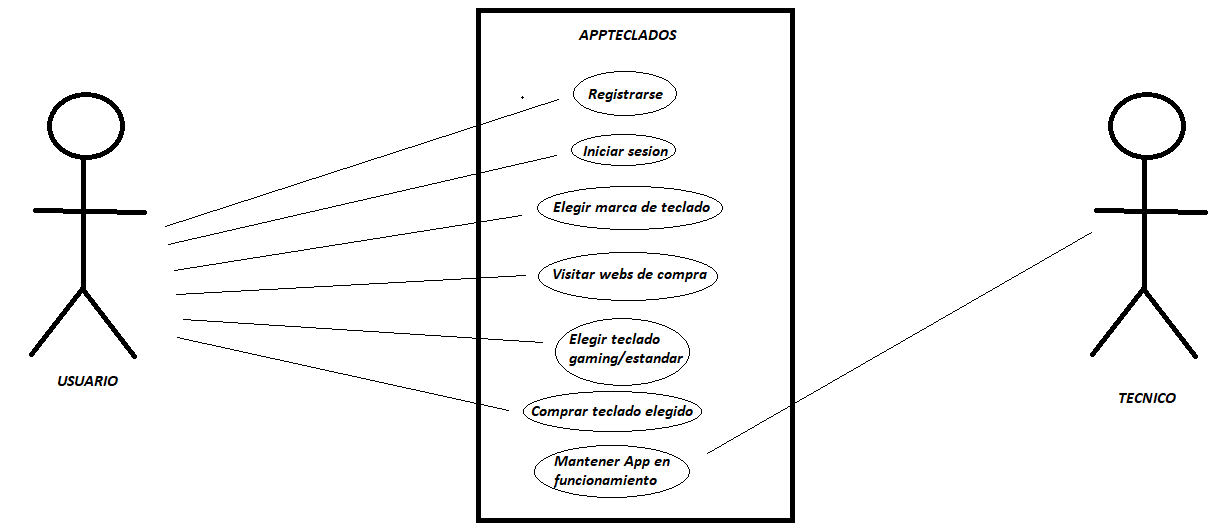 APPTECLADOS
Registrarse
Iniciar sesion
Elegir marca de teclado
Visitar webs de compra
Elegir teclado
gaming/estandar
Comprar teclado elegido
Mantener App en
funcionamiento
USUARIO
TECNICO